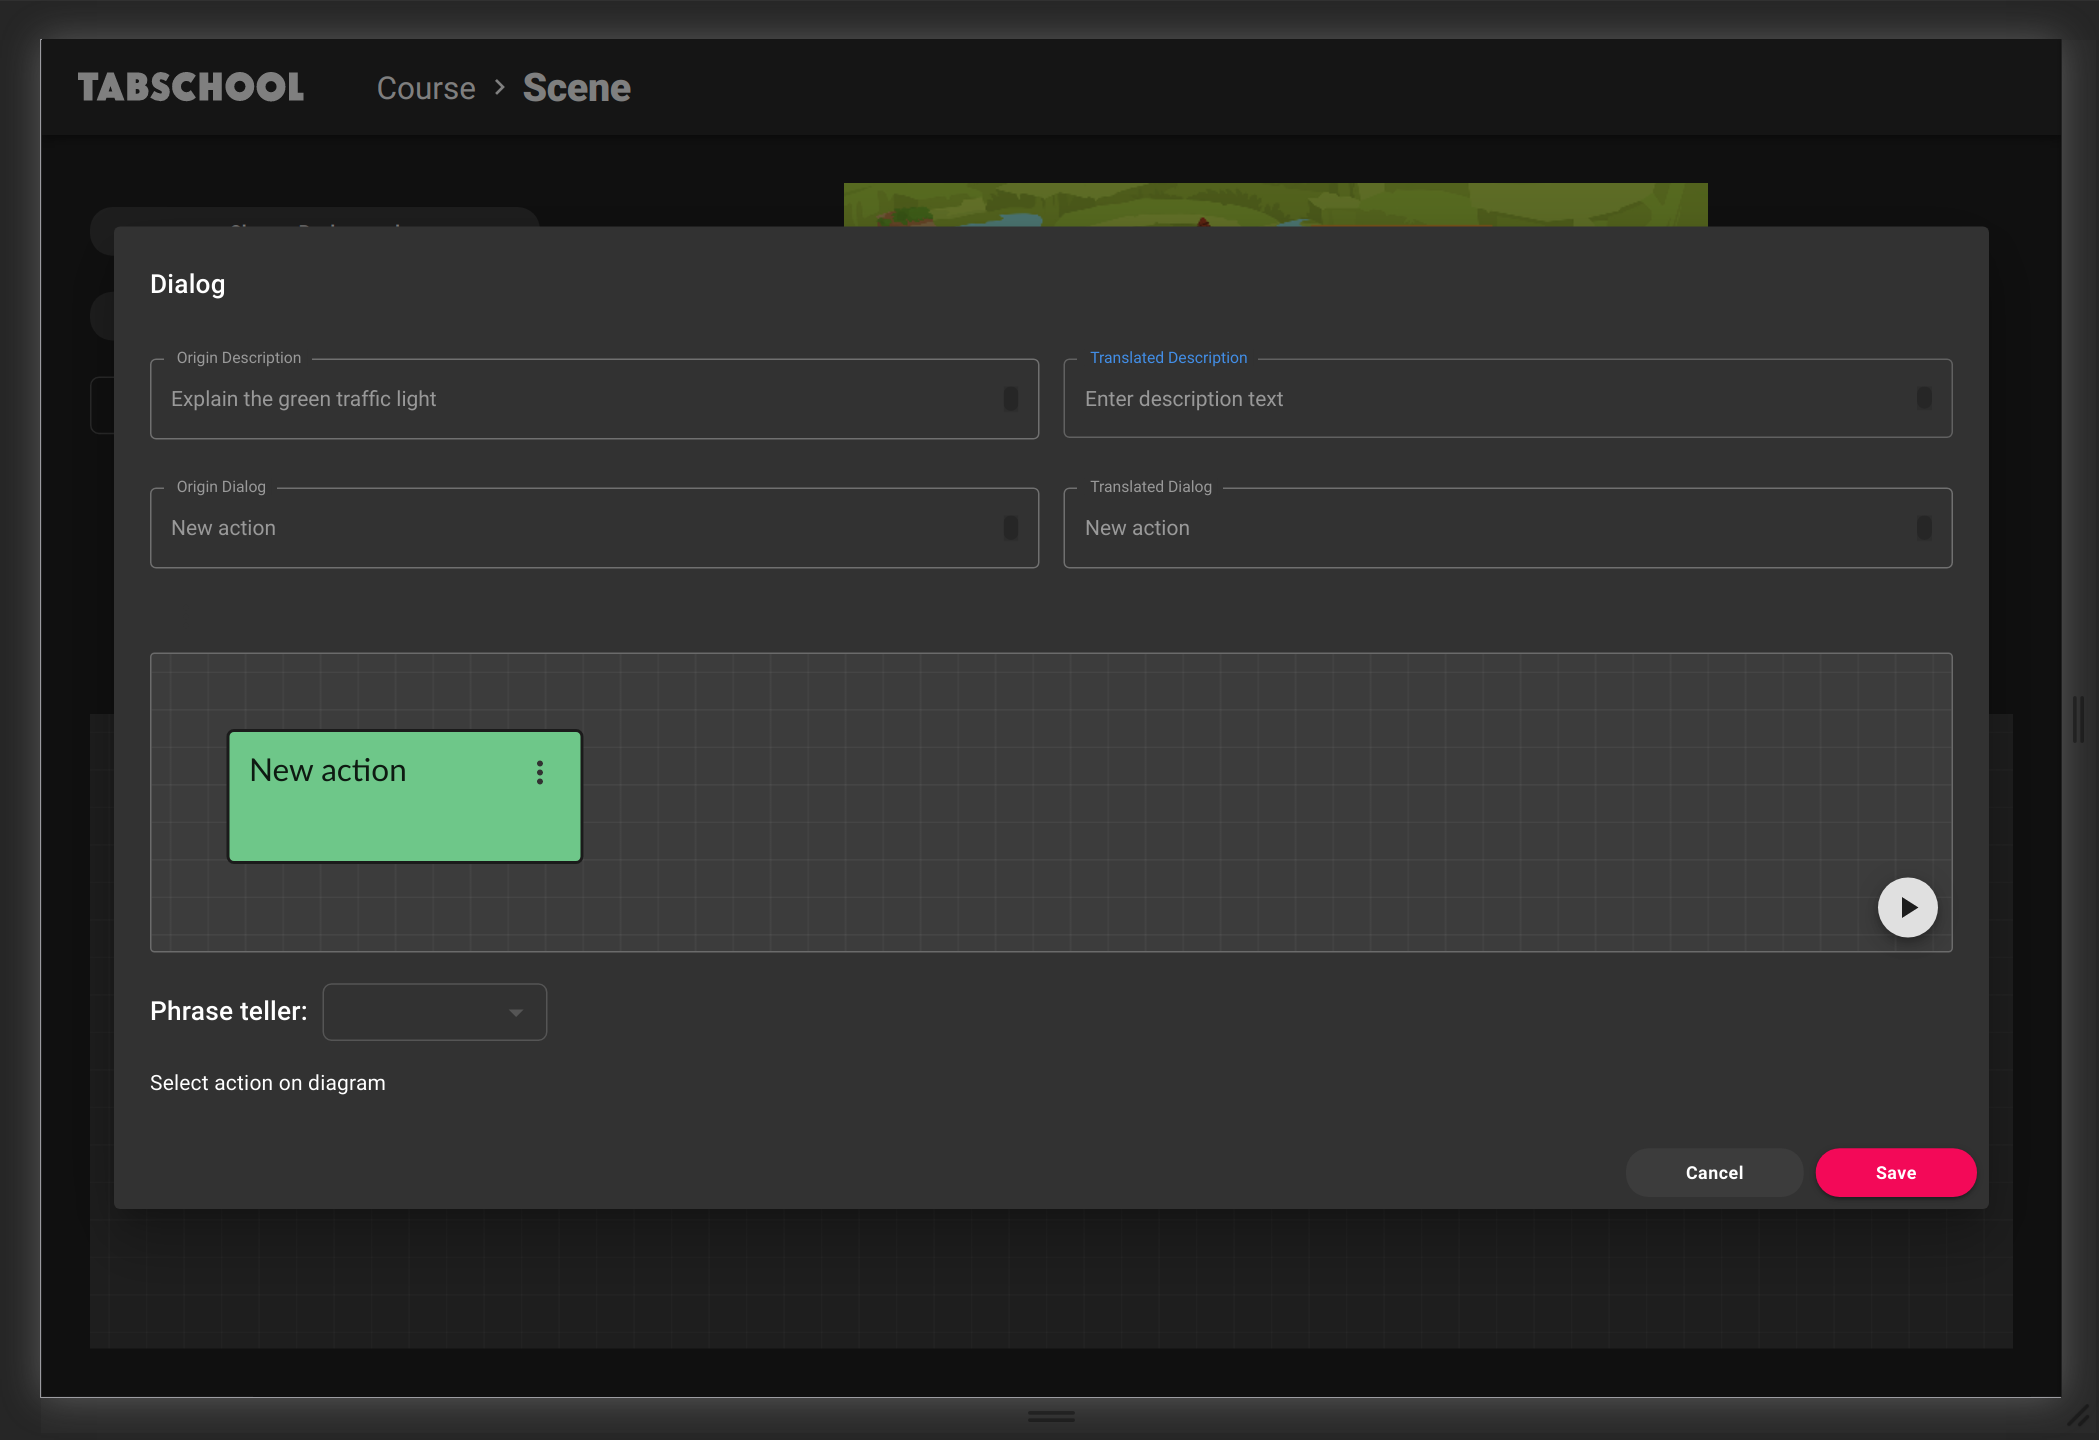 TABSCHOOL
Course > Scene
Dialog
Origin Description
Explain the green traffic light
Translated Description
Enter description text
Origin Dialog
New action
Translated Dialog
New action
New action
Phrase teller:
Select action on diagram
Cancel
Save